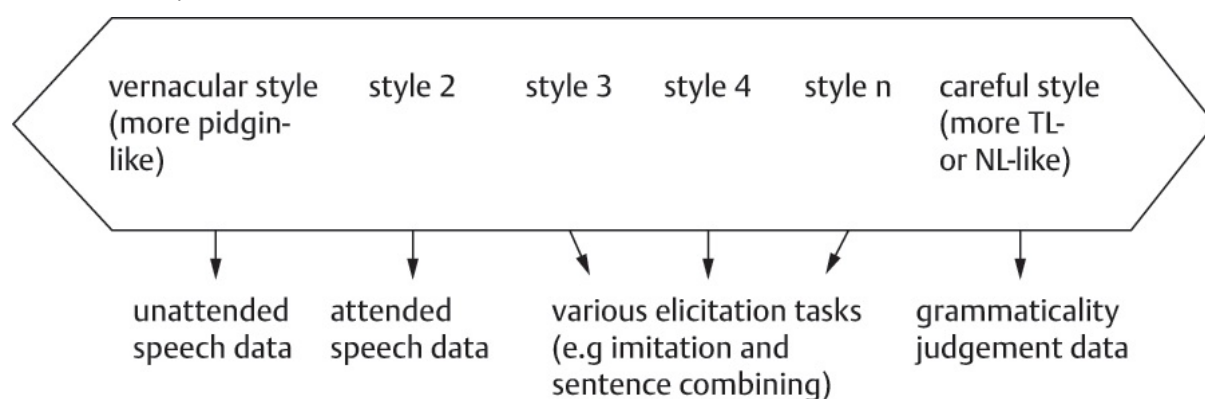 vernacular style style 2 style 3 style 4 style n careful style
(more pidgin- (more TL-
like) or NL-like)
unattended attended various elicitation tasks grammaticality
speech data speech data (e.g imitation and judgement data
sentence combining)